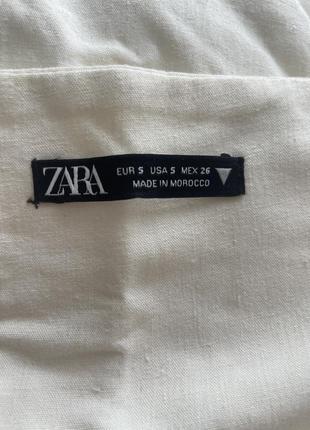 ZARA
EUR S USA S MEX 26
MADE IN MOROCCO